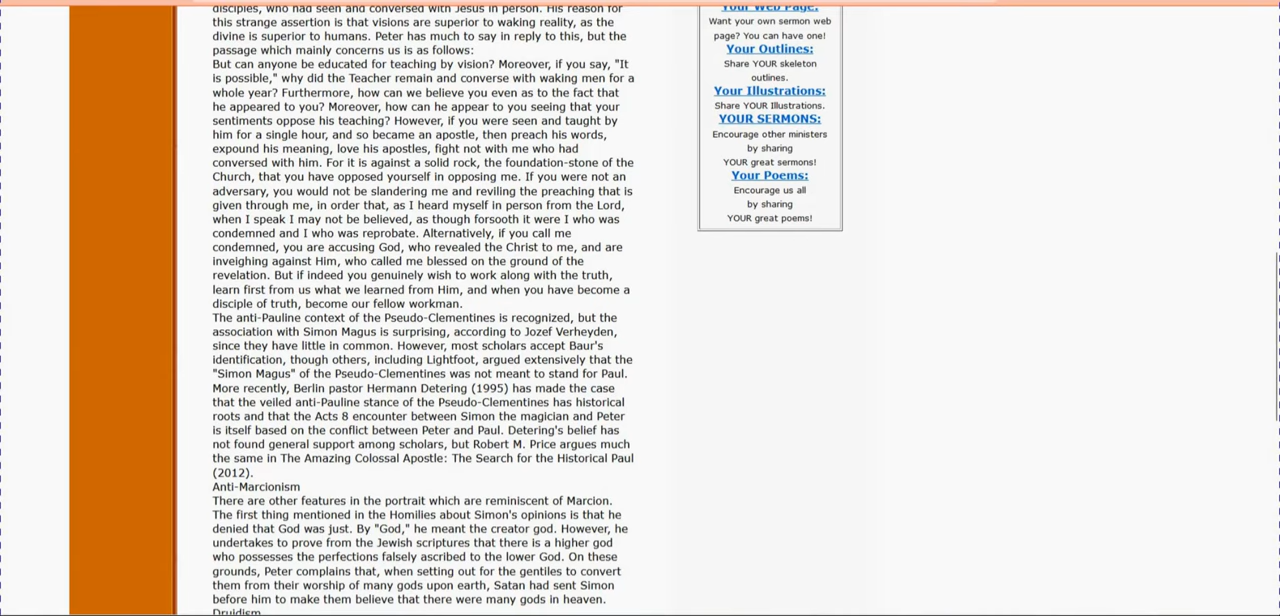 disciples, who had seen and conversed with Jesus in person. His reason for
this strange assertion is that visions are superior to waking reality, as the
divine is superior to humans. Peter has much to say in reply to this, but the
passage which mainly concerns us is as follows:
But can anyone be educated for teaching by vision? Moreover, if you say, "It
is possible," why did the Teacher remain and converse with waking men for a
whole year? Furthermore, how can we believe you even as to the fact that
he appeared to you? Moreover, how can he appear to you seeing that your
sentiments oppose his teaching? However, if you were seen and taught by
him for a single hour, and so became an apostle, then preach his words,
expound his meaning, love his apostles, fight not with me who had
conversed with him. For it is against a solid rock, the foundation-stone of the
Church, that you have opposed yourself in opposing me. If you were not an
adversary, you would not be slandering me and reviling the preaching that is
given through me, in order that, as I heard myself in person from the Lord,
when I speak I may not be believed, as though forsooth it were I who was
condemned and I who was reprobate. Alternatively, if you call me
condemned, you are accusing God, who revealed the Christ to me, and are
inveighing against Him, who called me blessed on the ground of the
revelation. But if indeed you genuinely wish to work along with the truth,
learn first from us what we learned from Him, and when you have become a
disciple of truth, become our fellow workman.
The anti-Pauline context of the Pseudo-Clementines is recognized, but the
association with Simon Magus is surprising, according to Jozef Verheyden,
since they have little in common. However, most scholars accept Baur's
identification, though others, including Lightfoot, argued extensively that the
"Simon Magus" of the Pseudo-Clementines was not meant to stand for Paul.
More recently, Berlin pastor Hermann Detering (1995) has made the case
that the veiled anti-Pauline stance of the Pseudo-Clementines has historical
roots and that the Acts 8 encounter between Simon the magician and Peter
is itself based on the conflict between Peter and Paul. Detering's belief has
not found general support among scholars, but Robert M. Price argues much
the same in The Amazing Colossal Apostle: The Search for the Historical Paul
(2012).
Anti-Marcionism
There are other features in the portrait which are reminiscent of Marcion.
The first thing mentioned in the Homilies about Simon's opinions is that he
denied that God was just. By "God," he meant the creator god. However, he
undertakes to prove from the Jewish scriptures that there is a higher god
who possesses the perfections falsely ascribed to the lower God. On these
grounds, Peter complains that, when setting out for the gentiles to convert
them from their worship of many gods upon earth, Satan had sent Simon
before him to make them believe that there were many gods in heaven.
Druidism
Your Web Page:
Want your own sermon web
page? You can have one!
Your Outlines:
Share YOUR skeleton
outlines.
Your Illustrations:
Share YOUR Illustrations.
YOUR SERMONS:
Encourage other ministers
by sharing
YOUR great sermons!
Your Poems:
Encourage us all
by sharing
YOUR great poems!